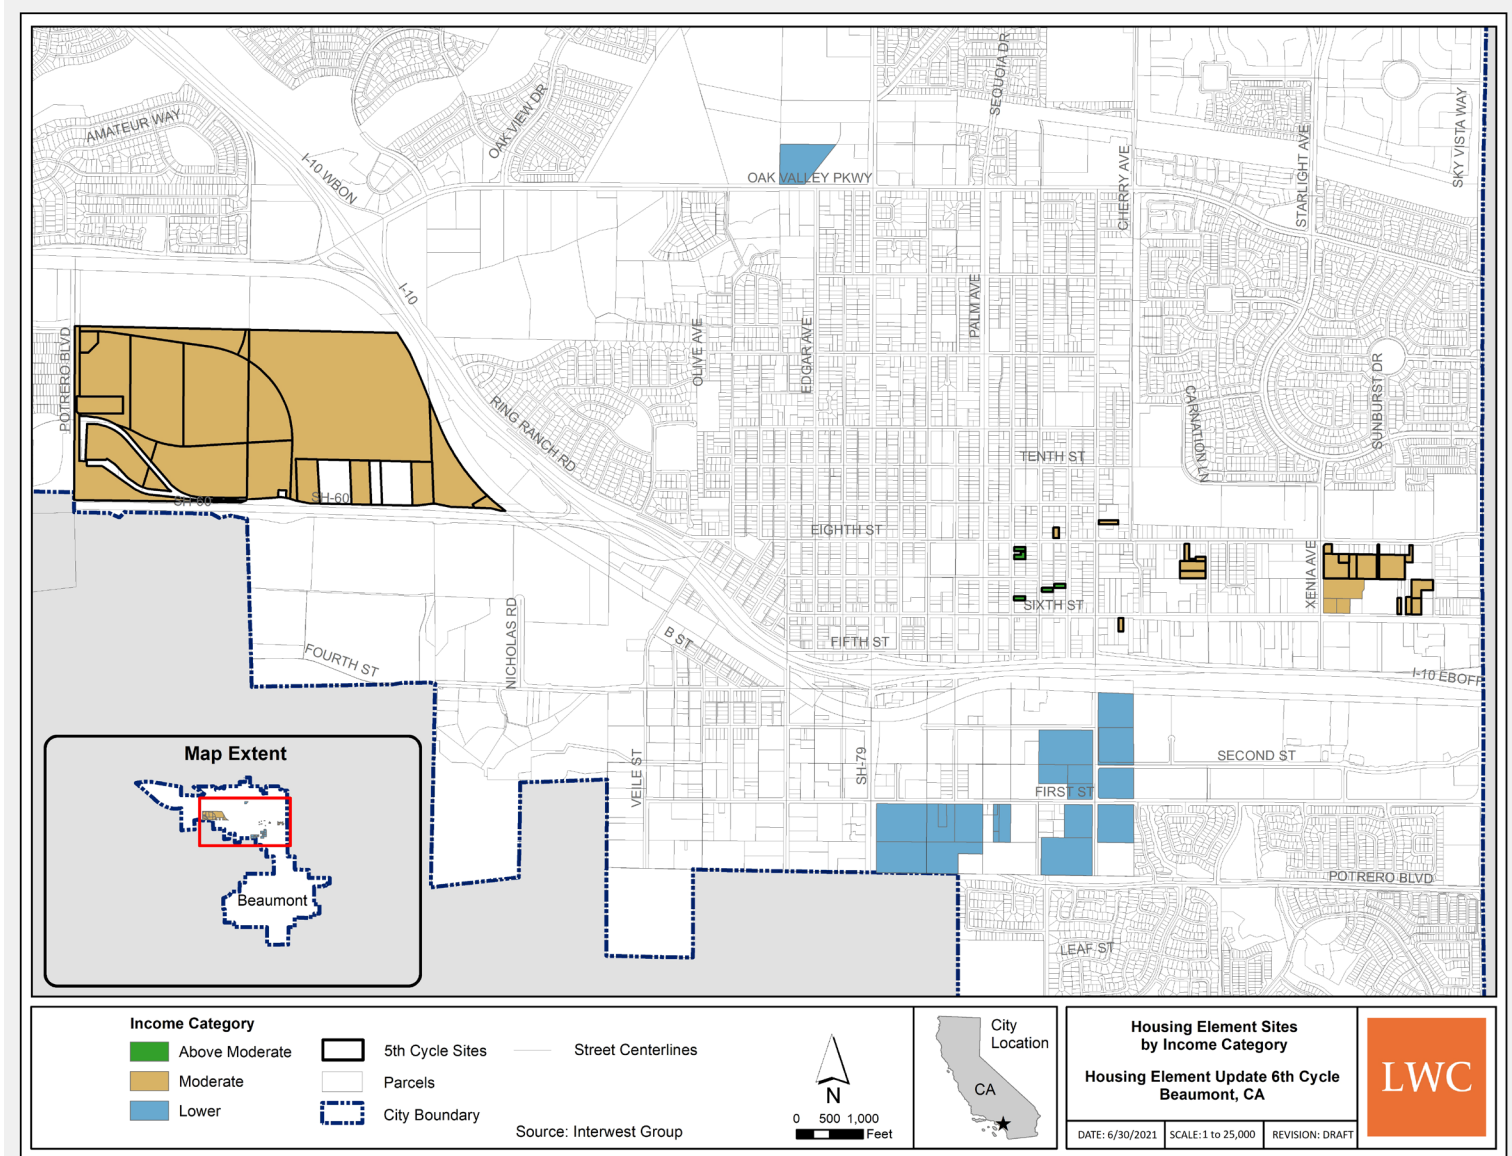 AMATEUR WAY
OAK VIEW DR
SEQUOIA DR
I-10 WBON
OAK VALLEY PKWY
CHERRY AVE
STARLIGHT AVE
SKY VISTA WAY
I-10
POTRERO BLVD
OLIVE AVE
EDGAR AVE
PALM AVE
RING RANCH RD
CARNATION LN
SUNBURST DR
TENTH ST
SH-60
SH-60
EIGHTH ST
XENIA AVE
SIXTH ST
NICHOLAS RD
B ST
FIFTH ST
FOURTH ST
I-10 EBOFF
VEILE ST
SH-79
SECOND ST
FIRST ST
POTRERO BLVD
LEAF ST
Map Extent
Beaumont
Income Category
Above Moderate
Moderate
Lower
5th Cycle Sites
Parcels
City Boundary
Street Centerlines
Source: Interwest Group
N
0 500 1,000
Feet
City
Location
CA
Housing Element Sites
by Income Category
Housing Element Update 6th Cycle
Beaumont, CA
DATE: 6/30/2021
SCALE:1 to 25,000
REVISION: DRAFT
LWC